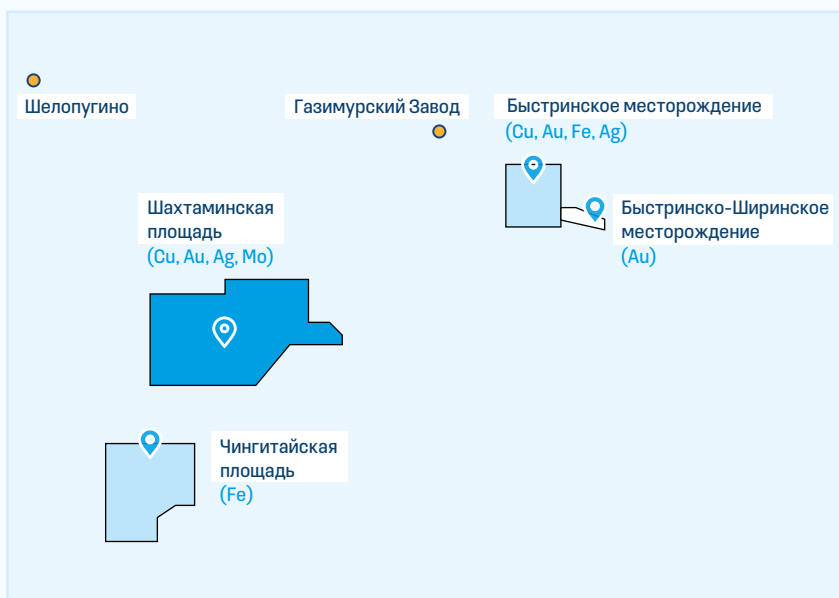 Шелопугино
Газимурский Завод
Быстринское месторождение
(Cu, Au, Fe, Ag)
Быстринско-Ширинское
месторождение
(Au)
Шахтаминская
площадь
(Cu, Au, Ag, Mo)
Чингитайская
площадь
(Fe)